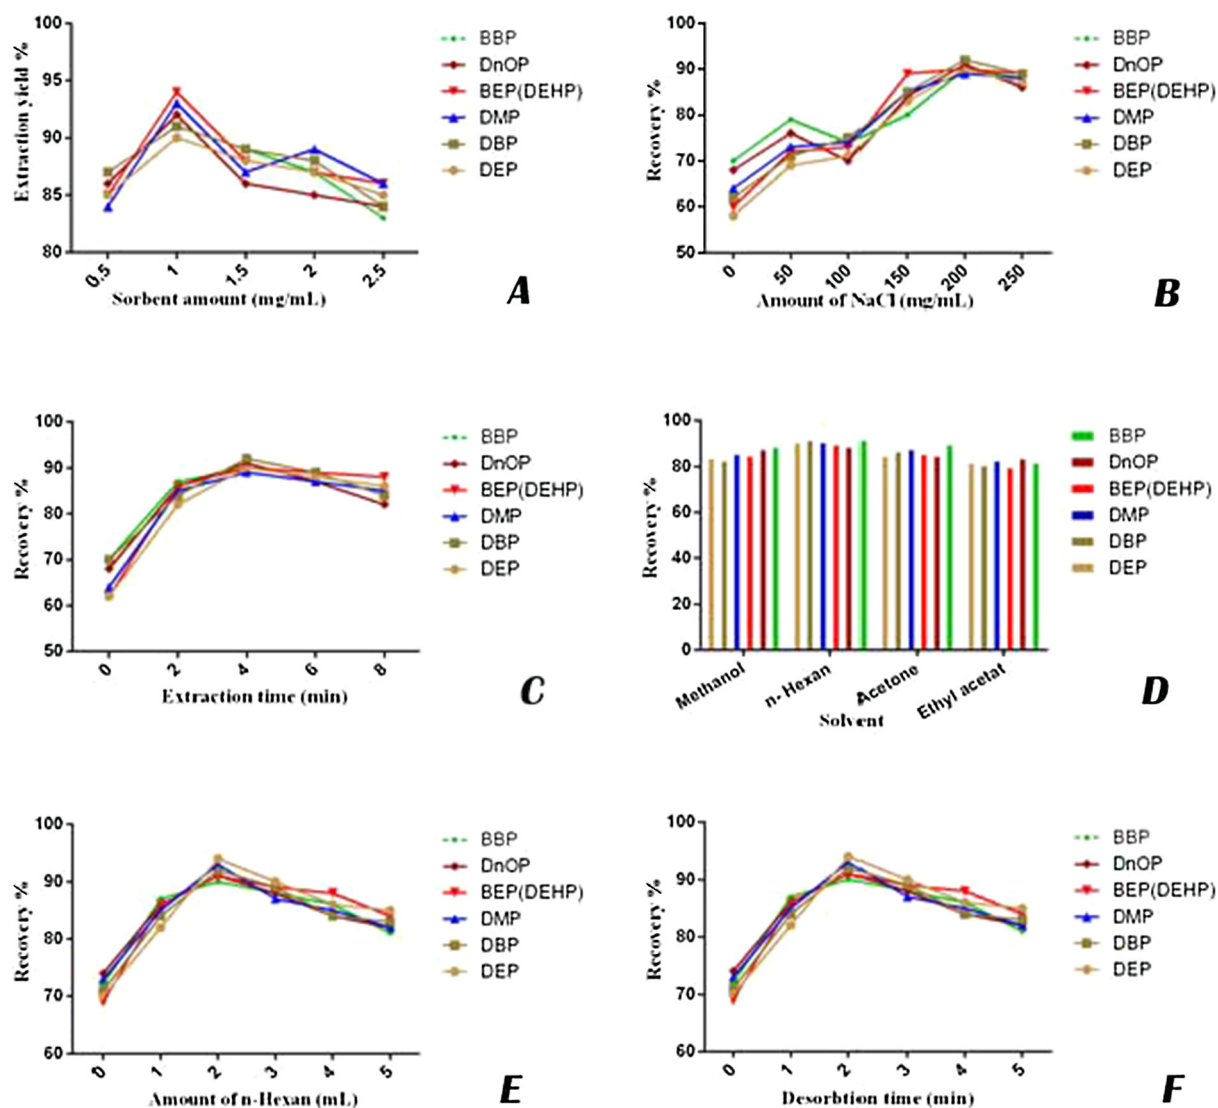 100
95
90
85
80
Extraction yield %
0.5
1
1.5
2
2.5
Sorbent amount (mg/mL)
BBP
DnOP
BEP(DEHP)
DMP
DBP
DEP
A
100
90
80
70
60
50
Recovery %
0
50
100
150
200
250
Amount of NaCl (mg/mL)
BBP
DnOP
BEP(DEHP)
DMP
DBP
DEP
B
100
90
80
70
60
50
Recovery %
0
2
4
6
8
Extraction time (min)
BBP
DnOP
BEP(DEHP)
DMP
DBP
DEP
C
100
80
60
40
20
0
Recovery %
Methanol
n- Hexan
Acetone
Ethyl acetat
Solvent
BBP
DnOP
BEP(DEHP)
DMP
DBP
DEP
D
100
90
80
70
60
Recovery %
0
1
2
3
4
5
Amount of n-Hexan (mL)
BBP
DnOP
BEP(DEHP)
DMP
DBP
DEP
E
100
90
80
70
60
Recovery %
0
1
2
3
4
5
Desorbtion time (min)
BBP
DnOP
BEP(DEHP)
DMP
DBP
DEP
F